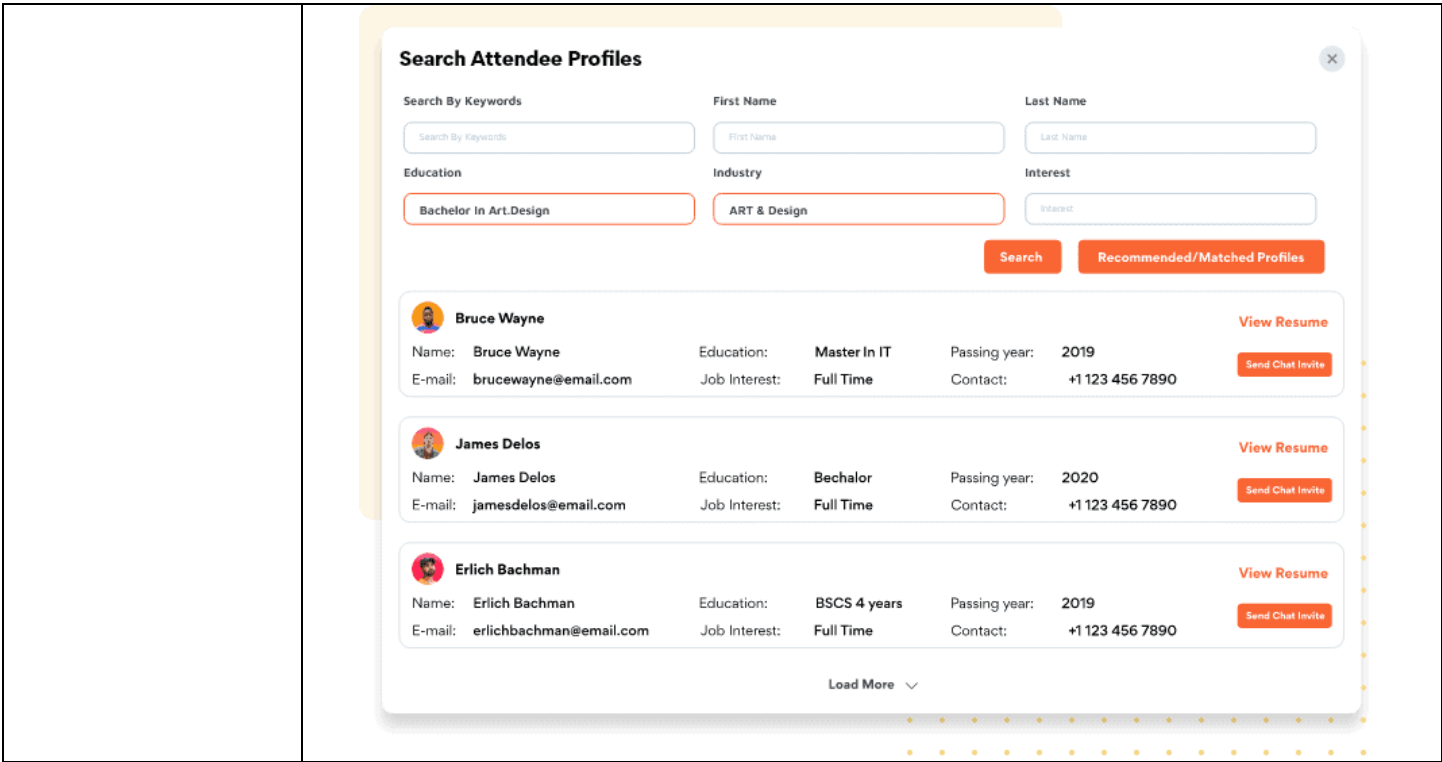 Search Attendee Profiles
Search By Keywords First Name Last Name
Search By Keywords First Name Last Name
Education Industry Interest
Bachelor In Art.Design ART & Design Interest
Search Recommended/Matched Profiles
Bruce Wayne View Resume
Name: Bruce Wayne Education: Master In IT Passing year: 2019
Send Chat Invite
E-mail: brucewayne@email.com Job Interest: Full Time Contact: +1 123 456 7890
James Delos View Resume
Name: James Delos Education: Bechalor Passing year: 2020
Send Chat Invite
E-mail: jamesdelos@email.com Job Interest: Full Time Contact: +1 123 456 7890
Erlich Bachman View Resume
Name: Erlich Bachman Education: BSCS 4 years Passing year: 2019
Send Chat Invite
E-mail: erlichbachman@email.com Job Interest: Full Time Contact: +1 123 456 7890
Load More